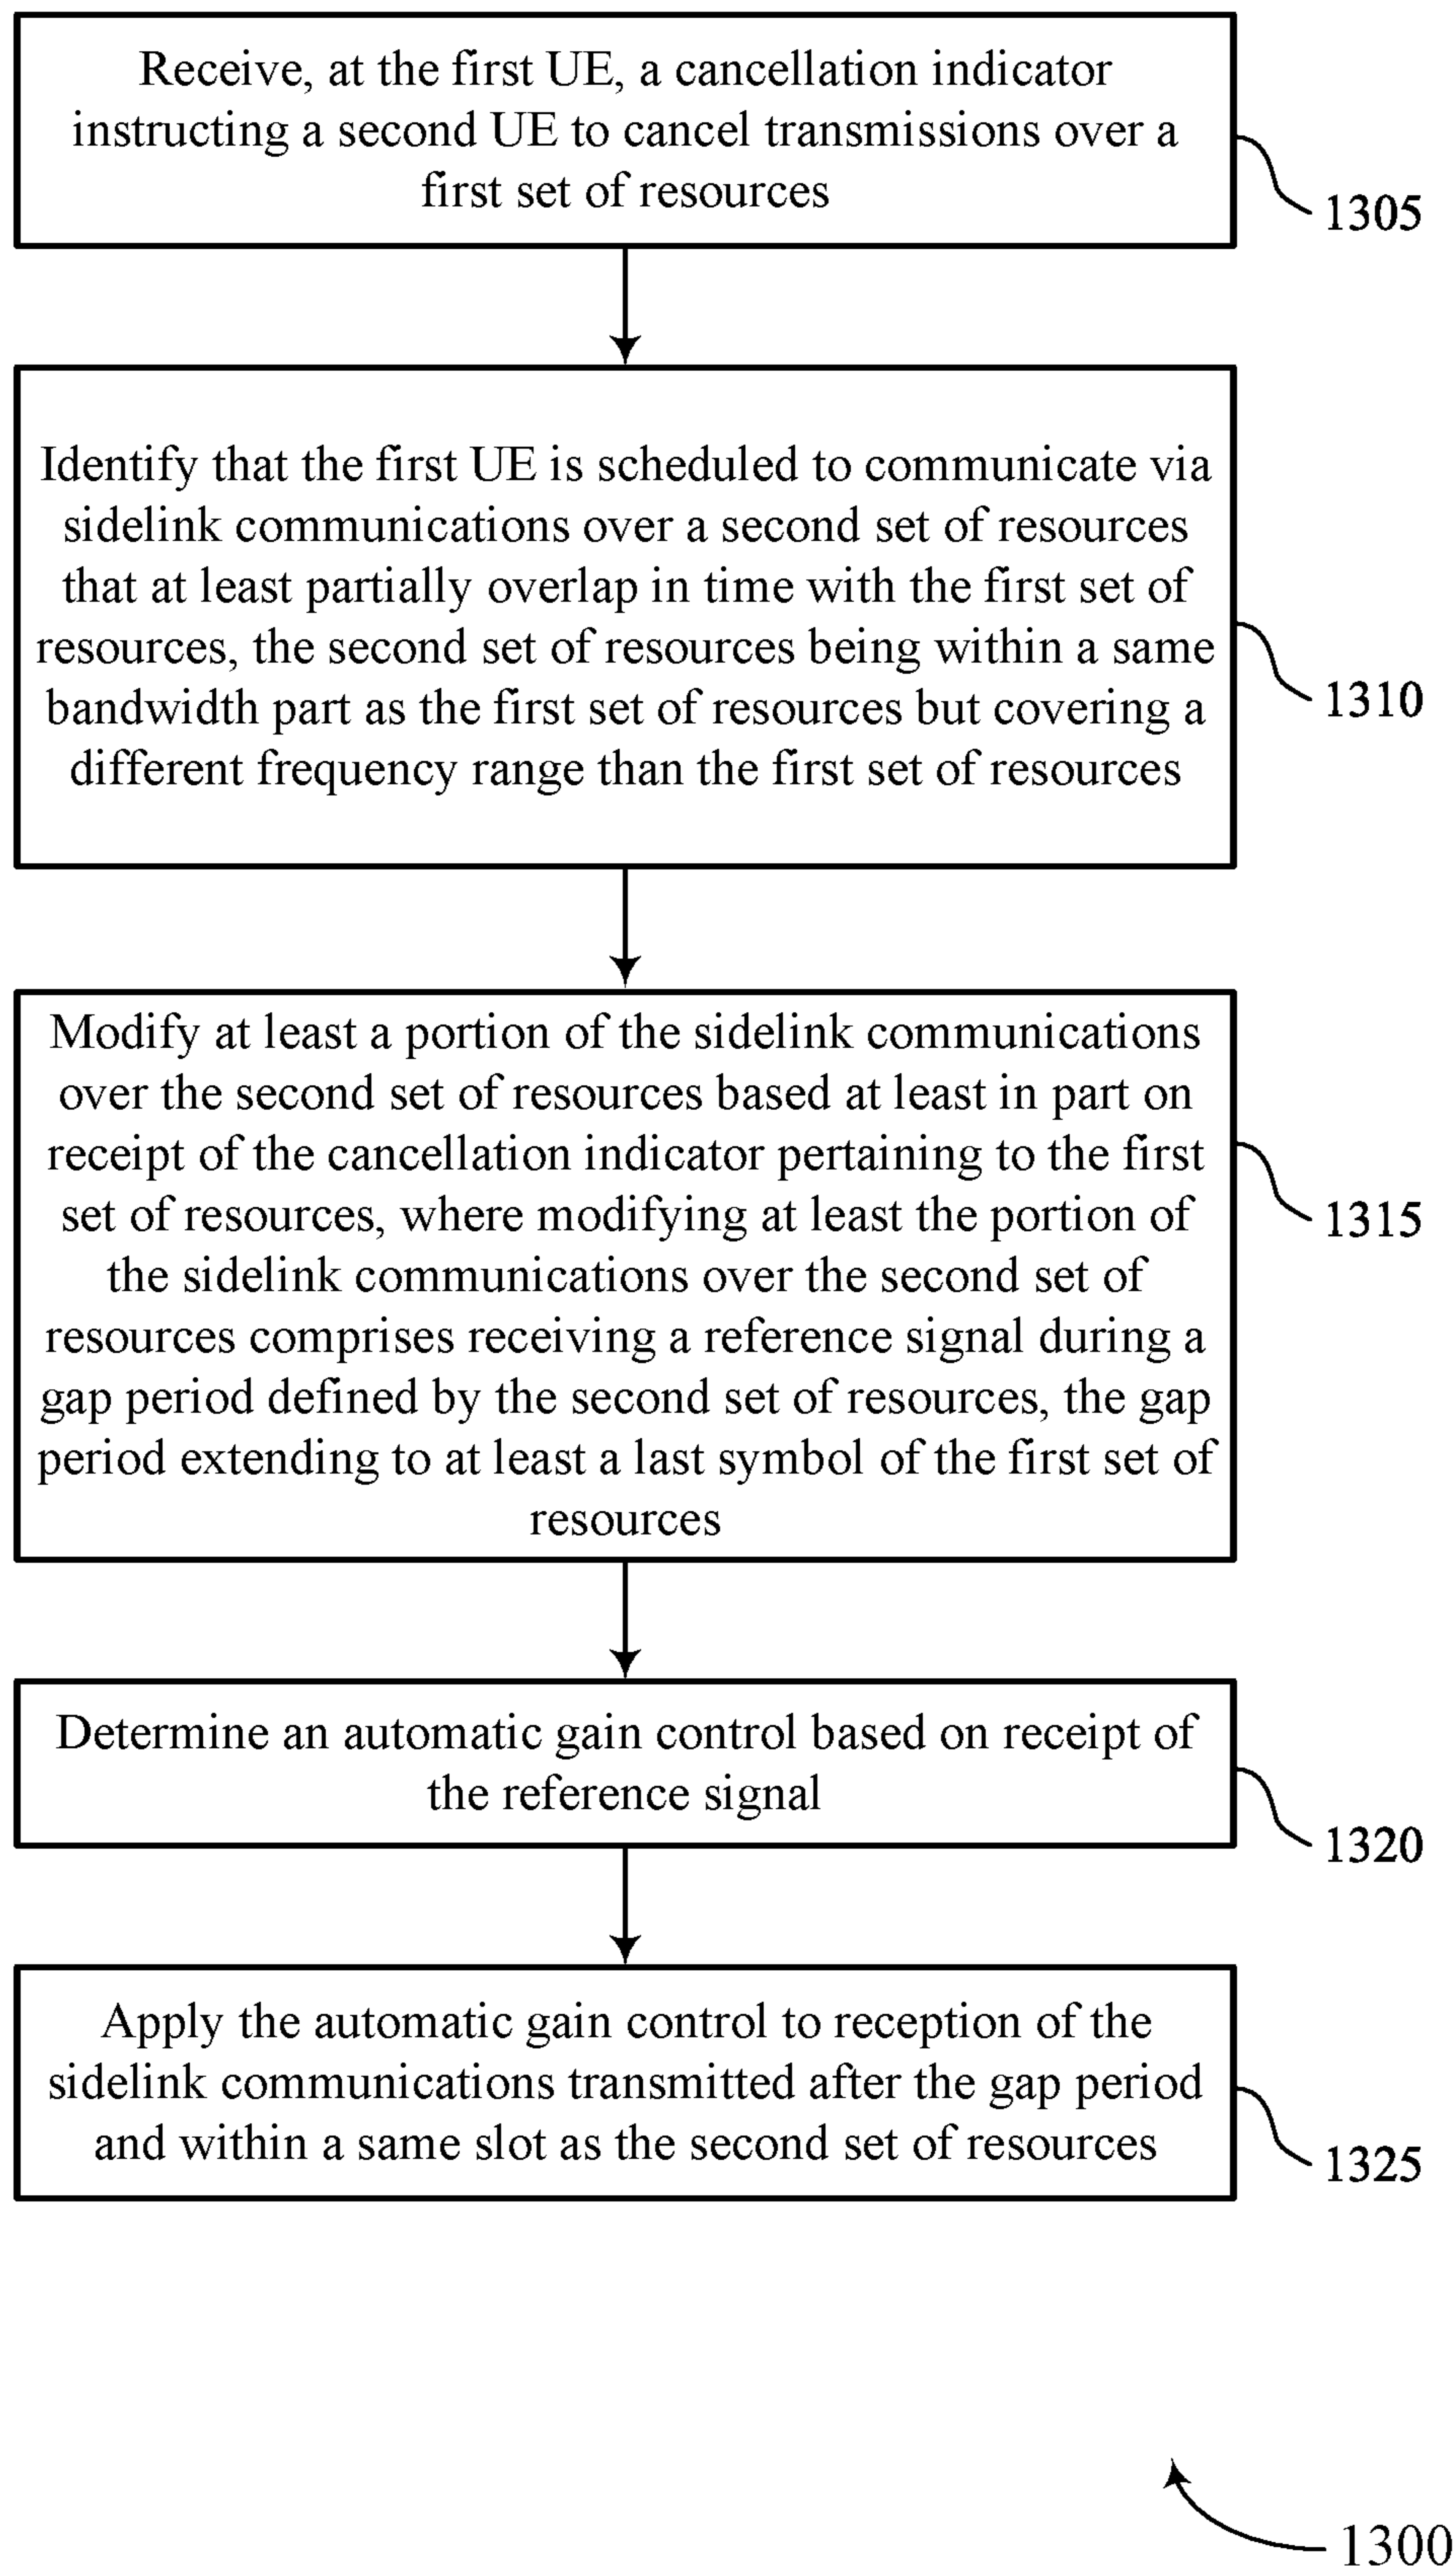 Receive, at the first UE, a cancellation indicator
instructing a second UE to cancel transmissions over a
first set of resources
1305
Identify that the first UE is scheduled to communicate via
sidelink communications over a second set of resources
that at least partially overlap in time with the first set of
resources, the second set of resources being within a same
bandwidth part as the first set of resources but covering a
different frequency range than the first set of resources
1310
Modify at least a portion of the sidelink communications
over the second set of resources based at least in part on
receipt of the cancellation indicator pertaining to the first
set of resources, where modifying at least the portion of
the sidelink communications over the second set of
resources comprises receiving a reference signal during a
gap period defined by the second set of resources, the gap
period extending to at least a last symbol of the first set of
resources
1315
Determine an automatic gain control based on receipt of
the reference signal
1320
Apply the automatic gain control to reception of the
sidelink communications transmitted after the gap period
and within a same slot as the second set of resources
1325
1300